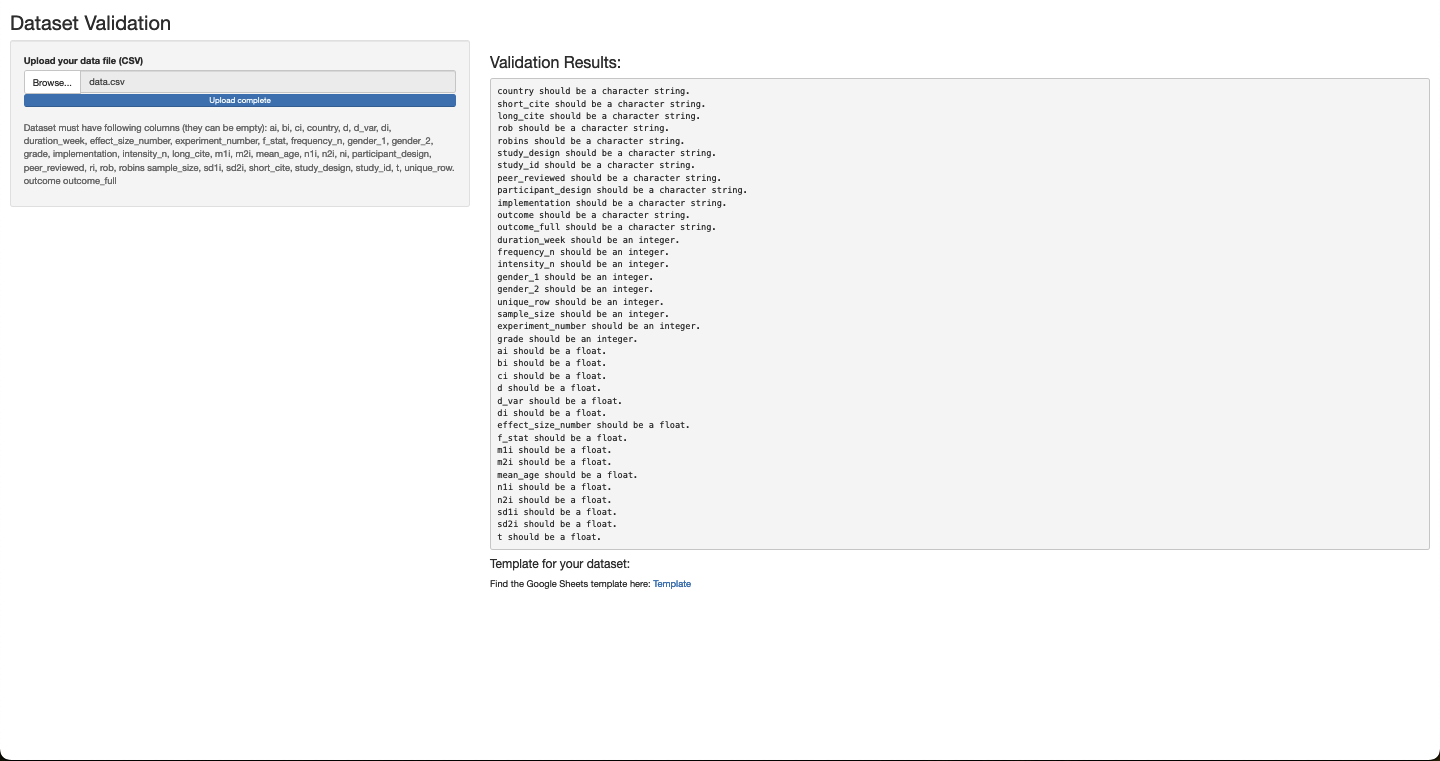 Dataset Validation
Upload your data file (CSV)
Browse... data.csv
Upload complete
Dataset must have following columns (they can be empty): ai, bi, ci, country, d, d_var, di,
duration_week, effect_size_number, experiment_number, f_stat, frequency_n, gender_1, gender_2,
grade, implementation, intensity_n, long_cite, m1i, m2i, mean_age, n1i, n2i, ni, participant_design,
peer_reviewed, ri, rob, robins sample_size, sd1i, sd2i, short_cite, study_design, study_id, t, unique_row.
outcome outcome_full
Validation Results:
country should be a character string.
short_cite should be a character string.
long_cite should be a character string.
rob should be a character string.
robins should be a character string.
study_design should be a character string.
study_id should be a character string.
peer_reviewed should be a character string.
participant_design should be a character string.
implementation should be a character string.
outcome should be a character string.
outcome_full should be a character string.
duration_week should be an integer.
frequency_n should be an integer.
intensity_n should be an integer.
gender_1 should be an integer.
gender_2 should be an integer.
unique_row should be an integer.
sample_size should be an integer.
experiment_number should be an integer.
grade should be an integer.
ai should be a float.
bi should be a float.
ci should be a float.
d should be a float.
d_var should be a float.
di should be a float.
effect_size_number should be a float.
f_stat should be a float.
m1i should be a float.
m2i should be a float.
mean_age should be a float.
n1i should be a float.
n2i should be a float.
sd1i should be a float.
sd2i should be a float.
t should be a float.
Template for your dataset:
Find the Google Sheets template here: Template